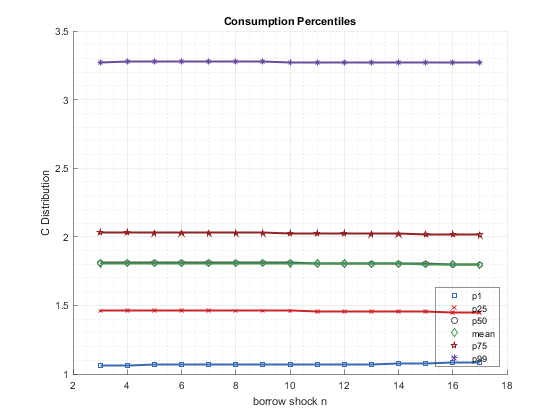 Consumption Percentiles
3.5
3
2.5
2
1.5
1
C Distribution
p1
p25
p50
mean
p75
p99
2 4 6 8 10 12 14 16 18
borrow shock n